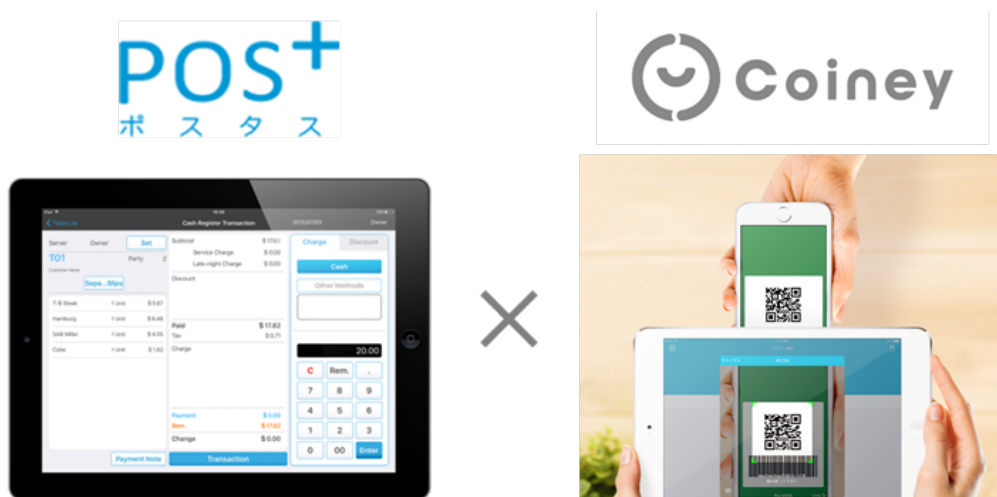 POS+
ポスタス
Coiney
Table List
Cash Register Transaction
2015/07/03
Owner
Server Owner Set
T01 Party 2
Customer Name
Sepa...Slips
T-B Steak 1 Unit $ 5.67
Hamburg 1 Unit $ 6.48
SAB Miller 1 Unit $ 4.05
Coke 1 Unit $ 1.62
Payment Note
Subtotal $ 17.82
Service Charge $ 0.00
Late-night Charge $ 0.00
Discount
Paid $ 17.82
Tax $ 0.71
Charge
Payment $ 0.00
Rem. $ 17.82
Change $ 0.00
Transaction
Charge Discount
Cash
Other Methods
20.00
C Rem. .
7 8 9
4 5 6
1 2 3
0 00 Enter
×